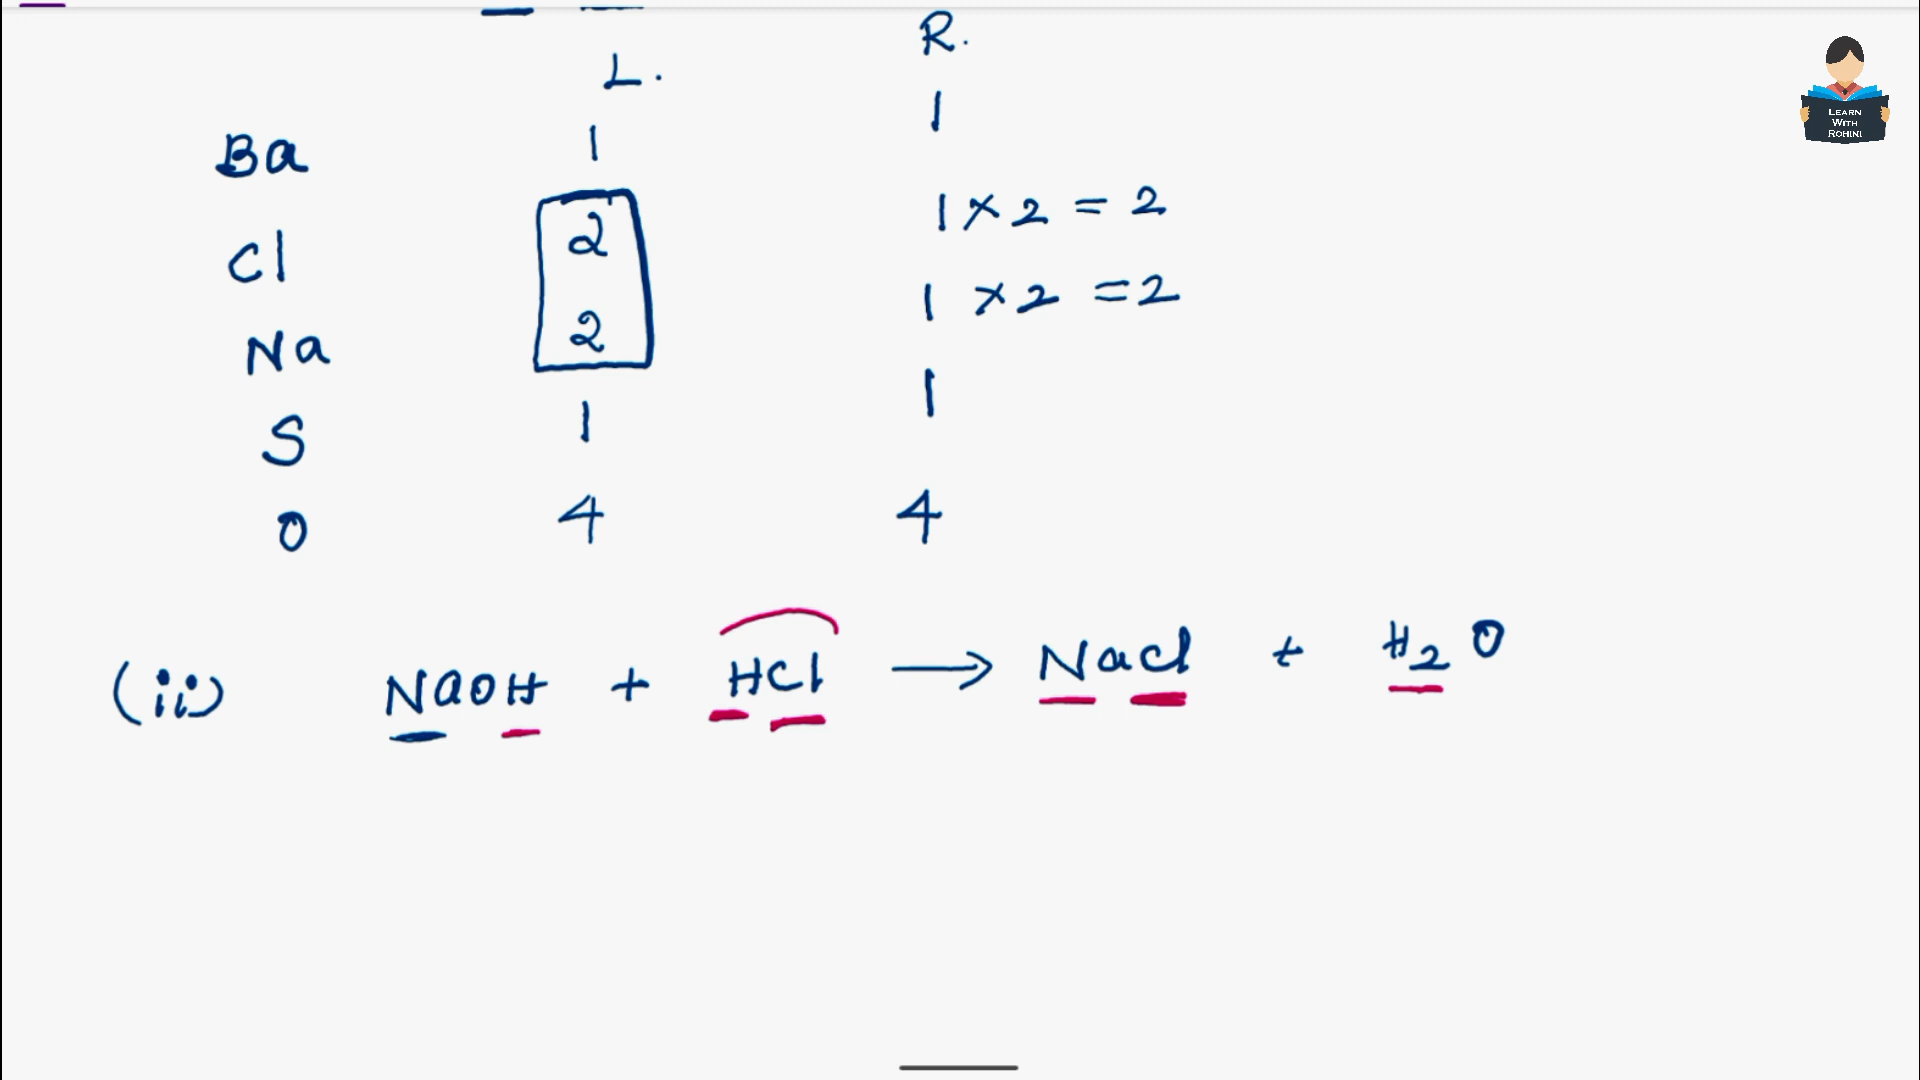 L. R.
Ba 1 1
Cl 2 1 × 2 = 2
Na 2 1 × 2 = 2
S 1 1
O 4 4
(ii) NaOH + HCl → NaCl + H₂O
LEARN
WITH
ROHINI